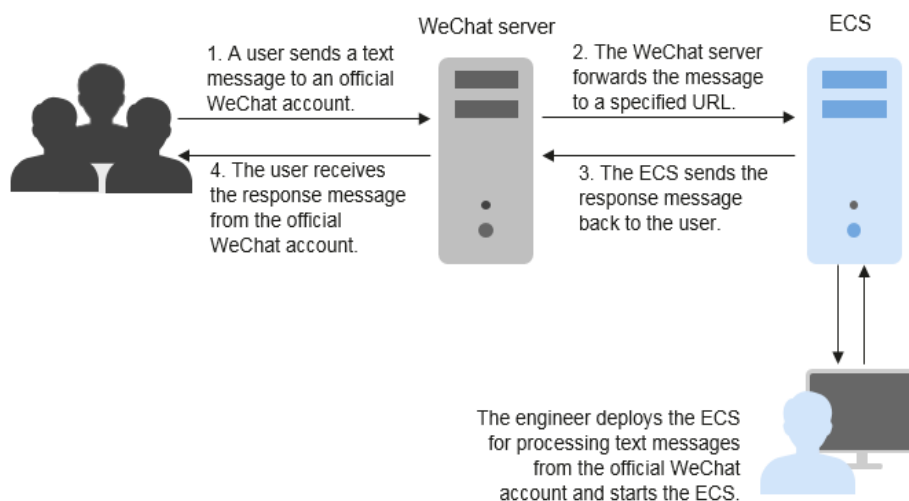 WeChat server
ECS
1. A user sends a text
message to an official
WeChat account.
2. The WeChat server
forwards the message
to a specified URL.
4. The user receives
the response message
from the official
WeChat account.
3. The ECS sends the
response message
back to the user.
The engineer deploys the ECS
for processing text messages
from the official WeChat
account and starts the ECS.